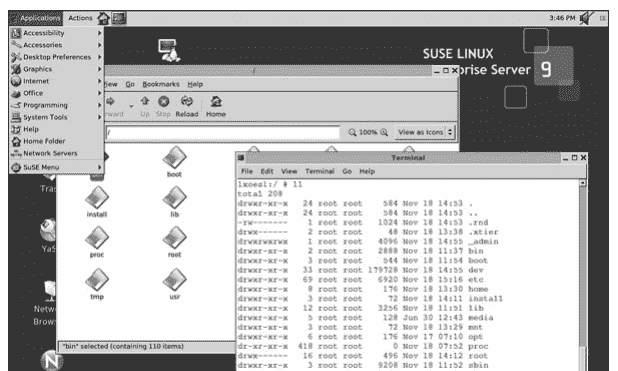 Applications Actions 3:46 PM
Accessibility
Accessories
Desktop Preferences
Graphics
Internet
Office
Programming
System Tools
Help
Home Folder
Network Servers
SuSE Menu
SUSE LINUX
prise Server 9
/
iew Go Bookmarks Help
ward Up Stop Reload Home
/ 100% View as Icons
boot
install lib
proc root
tmp usr
"bin" selected (containing 110 items)
Tras
YaS
Netw
Brows
Terminal
File Edit View Terminal Go Help
lxoes1:/ # ll
total 208
drwxr-xr-x 24 root root 584 Nov 18 14:53 .
drwxr-xr-x 24 root root 584 Nov 18 14:53 ..
-rw------- 1 root root 1024 Nov 18 14:53 .rnd
drwx------ 2 root root 48 Nov 18 13:38 .xtier
drwxrwxrwx 1 root root 4096 Nov 18 14:55 _admin
drwxr-xr-x 2 root root 2888 Nov 18 11:37 bin
drwxr-xr-x 3 root root 544 Nov 18 11:54 boot
drwxr-xr-x 33 root root 179728 Nov 18 14:55 dev
drwxr-xr-x 69 root root 6920 Nov 18 15:16 etc
drwxr-xr-x 8 root root 176 Nov 18 13:30 home
drwxr-xr-x 3 root root 72 Nov 18 14:11 install
drwxr-xr-x 12 root root 3256 Nov 18 11:51 lib
drwxr-xr-x 5 root root 128 Jun 30 12:43 media
drwxr-xr-x 3 root root 72 Nov 18 13:29 mnt
drwxr-xr-x 6 root root 176 Nov 17 07:10 opt
dr-xr-xr-x 418 root root 0 Nov 18 07:52 proc
drwx------ 16 root root 496 Nov 18 14:12 root
drwxr-xr-x 3 root root 9208 Nov 18 11:52 sbin